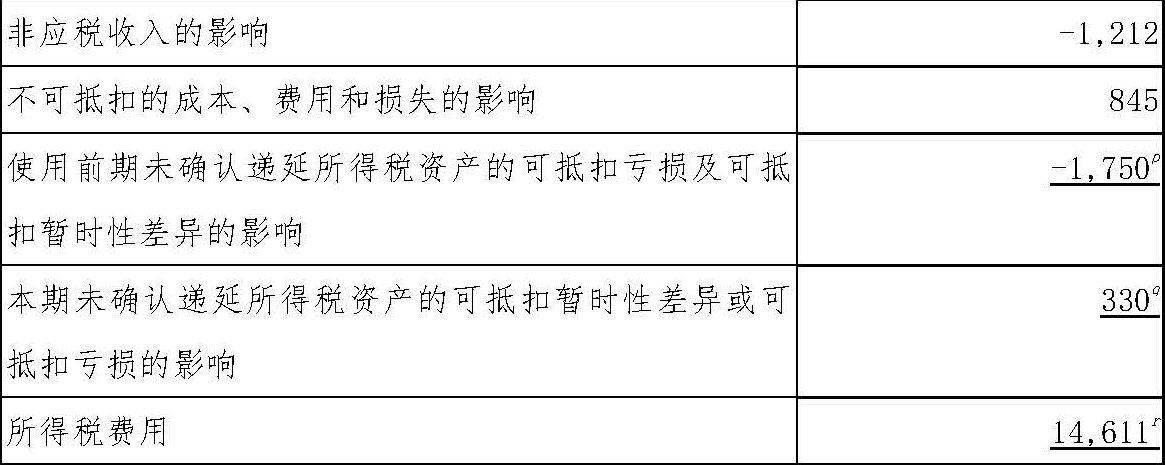 非应税收入的影响 -1,212
不可抵扣的成本、费用和损失的影响 845
使用前期未确认递延所得税资产的可抵扣亏损及可抵 -1,750ᵖ
扣暂时性差异的影响
本期未确认递延所得税资产的可抵扣暂时性差异或可 330ᑫ
抵扣亏损的影响
所得税费用 14,611ʳ